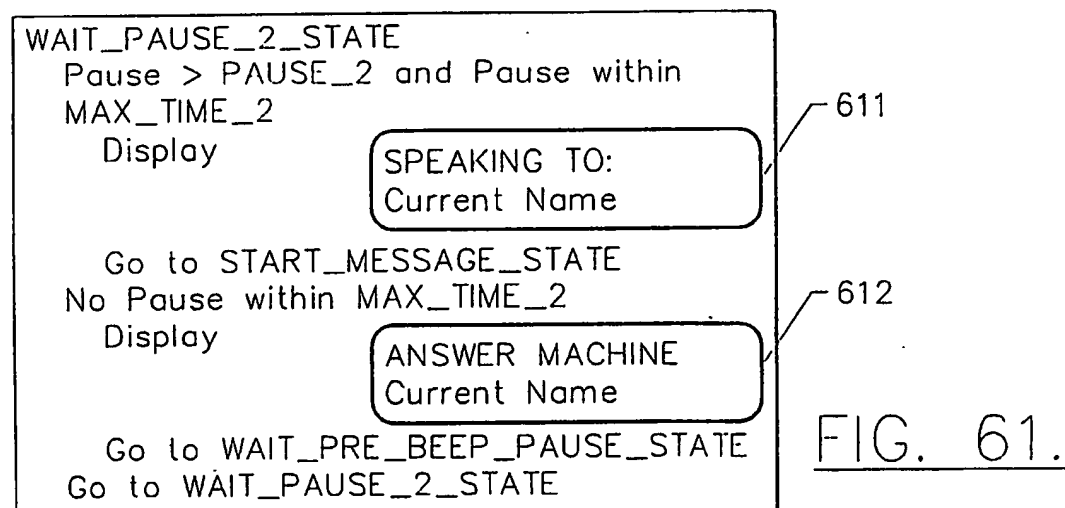 WAIT_PAUSE_2_STATE
Pause > PAUSE_2 and Pause within
MAX_TIME_2
Display
SPEAKING TO:
Current Name
611
Go to START_MESSAGE_STATE
No Pause within MAX_TIME_2
Display
ANSWER MACHINE
Current Name
612
Go to WAIT_PRE_BEEP_PAUSE_STATE
Go to WAIT_PAUSE_2_STATE
FIG. 61.